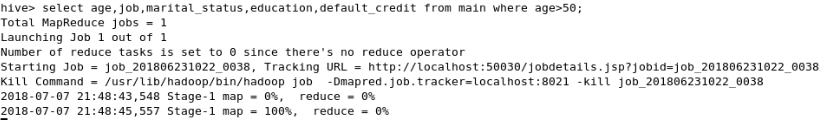 hive> select age,job,marital_status,education,default_credit from main where age>50;
Total MapReduce jobs = 1
Launching Job 1 out of 1
Number of reduce tasks is set to 0 since there's no reduce operator
Starting Job = job_201806231022_0038, Tracking URL = http://localhost:50030/jobdetails.jsp?jobid=job_201806231022_0038
Kill Command = /usr/lib/hadoop/bin/hadoop job  -Dmapred.job.tracker=localhost:8021 -kill job_201806231022_0038
2018-07-07 21:48:43,548 Stage-1 map = 0%,  reduce = 0%
2018-07-07 21:48:45,557 Stage-1 map = 100%,  reduce = 0%